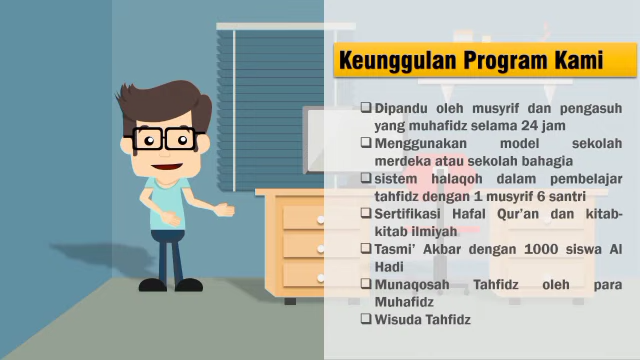 Keunggulan Program Kami
❑ Dipandu oleh musyrif dan pengasuh
yang muhafidz selama 24 jam
❑ Menggunakan model sekolah
merdeka atau sekolah bahagia
❑ sistem halaqoh dalam pembelajar
tahfidz dengan 1 musyrif 6 santri
❑ Sertifikasi Hafal Qur’an dan kitab-
kitab ilmiyah
❑ Tasmi’ Akbar dengan 1000 siswa Al
Hadi
❑ Munaqosah Tahfidz oleh para
Muhafidz
❑ Wisuda Tahfidz